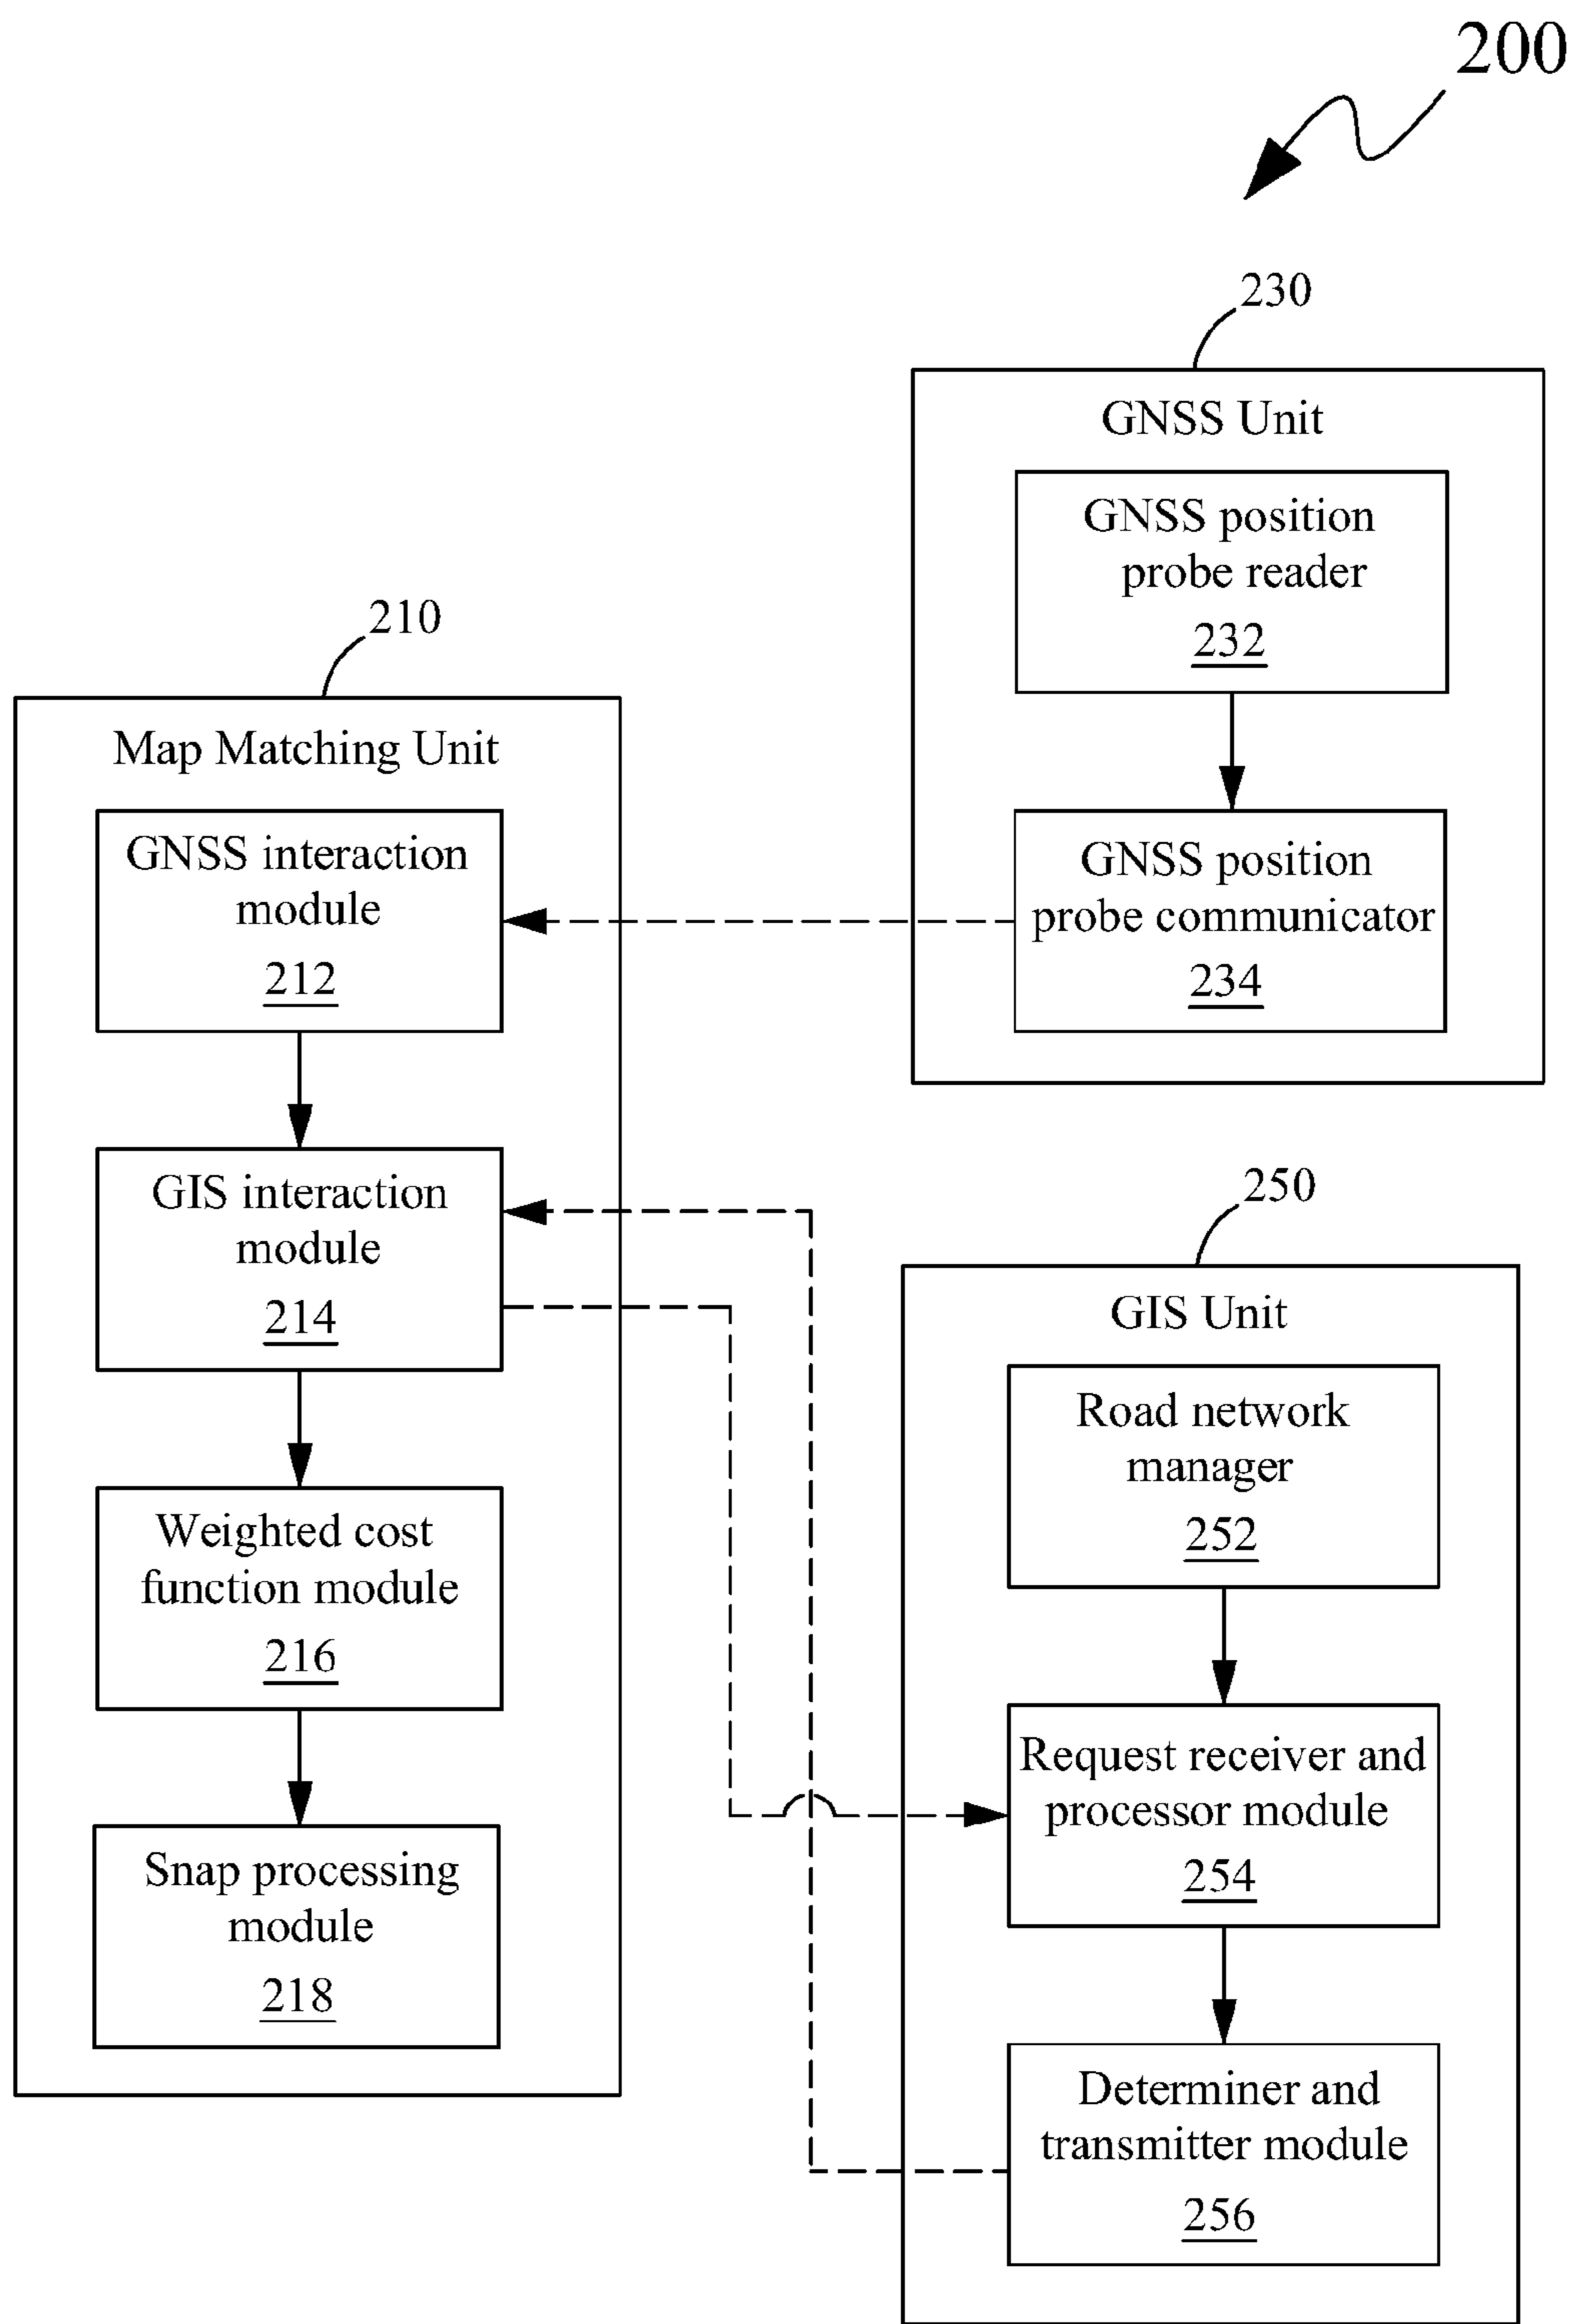 200
230
GNSS Unit
GNSS position
probe reader
232
GNSS position
probe communicator
234
210
Map Matching Unit
GNSS interaction
module
212
GIS interaction
module
214
Weighted cost
function module
216
Snap processing
module
218
250
GIS Unit
Road network
manager
252
Request receiver and
processor module
254
Determiner and
transmitter module
256